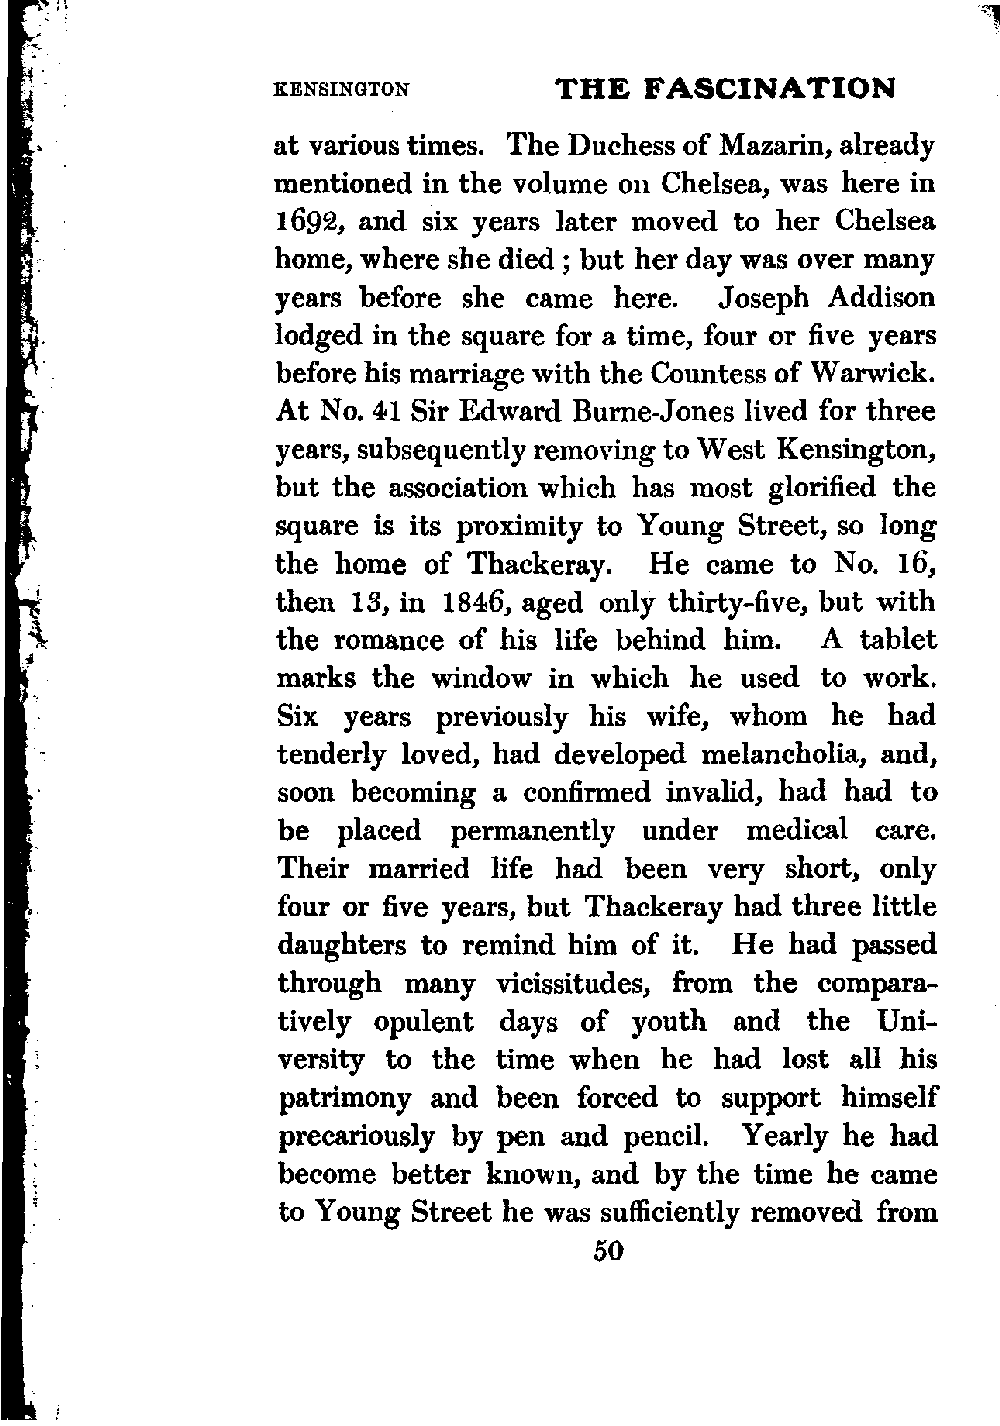 KENSINGTON THE FASCINATION
at various times. The Duchess of Mazarin, already
mentioned in the volume on Chelsea, was here in
1692, and six years later moved to her Chelsea
home, where she died ; but her day was over many
years before she came here. Joseph Addison
lodged in the square for a time, four or five years
before his marriage with the Countess of Warwick.
At No. 41 Sir Edward Burne-Jones lived for three
years, subsequently removing to West Kensington,
but the association which has most glorified the
square is its proximity to Young Street, so long
the home of Thackeray. He came to No. 16,
then 13, in 1846, aged only thirty-five, but with
the romance of his life behind him. A tablet
marks the window in which he used to work.
Six years previously his wife, whom he had
tenderly loved, had developed melancholia, and,
soon becoming a confirmed invalid, had had to
be placed permanently under medical care.
Their married life had been very short, only
four or five years, but Thackeray had three little
daughters to remind him of it. He had passed
through many vicissitudes, from the compara-
tively opulent days of youth and the Uni-
versity to the time when he had lost all his
patrimony and been forced to support himself
precariously by pen and pencil. Yearly he had
become better known, and by the time he came
to Young Street he was sufficiently removed from
50